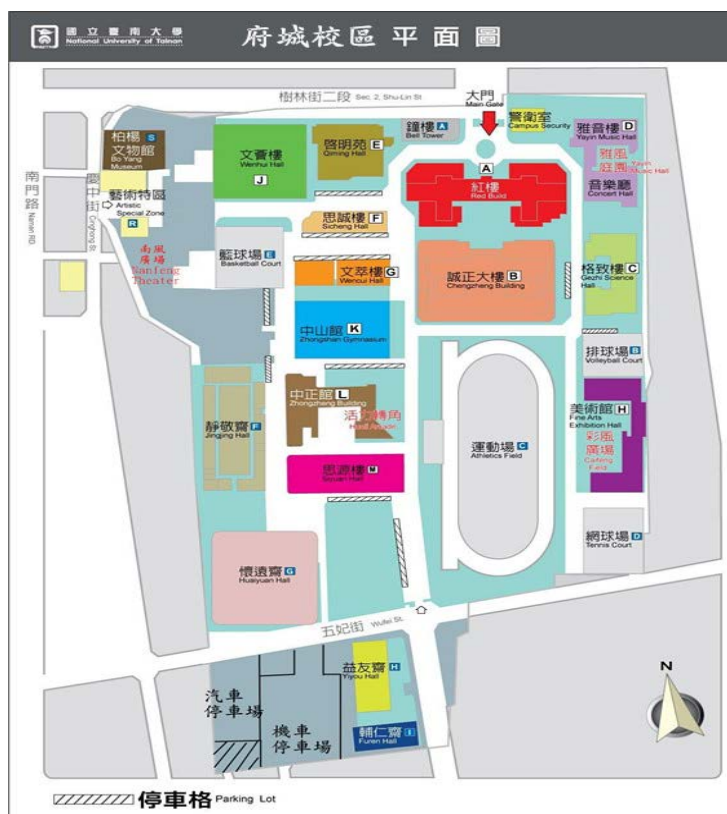 國立臺南大學
National University of Tainan
府城校區平面圖
樹林街二段 Sec. 2, Shu-Lin St
大門
Main Gate
鐘樓 A
Bell Tower
警衛室
Campus Security
雅音樓 D
Yayin Music Hall
雅風
庭園 Yayin
Music Hall
音樂廳
Concert Hall
柏楊 S
文物館
Bo Yang
Museum
文薈樓
Wenhui Hall
J
啓明苑 E
Qiming Hall
A
紅樓
Red Build
南門路
Nanmen RD.
慶中街
藝術特區
Artistic
Special Zone
R
思誠樓 F
Sicheng Hall
南風
廣場
Nanfeng
Theater
籃球場 E
Basketball Court
文萃樓 G
Wencui Hall
誠正大樓 B
Chengzheng Building
格致樓 C
Gezhi Science
Hall
中山館 K
Zhongshan Gymnasium
排球場 B
Volleyball Court
中正館 L
Zhongzheng Building
活力轉角
美術館 H
Fine Arts
Exhibition Hall
彩風
廣場
Caifeng
Field
靜敬齋 F
Jingjing Hall
運動場 C
Athletics Field
思源樓 M
Siyuan Hall
網球場 D
Tennis Court
懷遠齋 G
Huaiyuan Hall
五妃街 Wufei St.
益友齋 H
Yiyou Hall
汽車
停車場
機車
停車場
輔仁齋 I
Furen Hall
N
停車格 Parking Lot